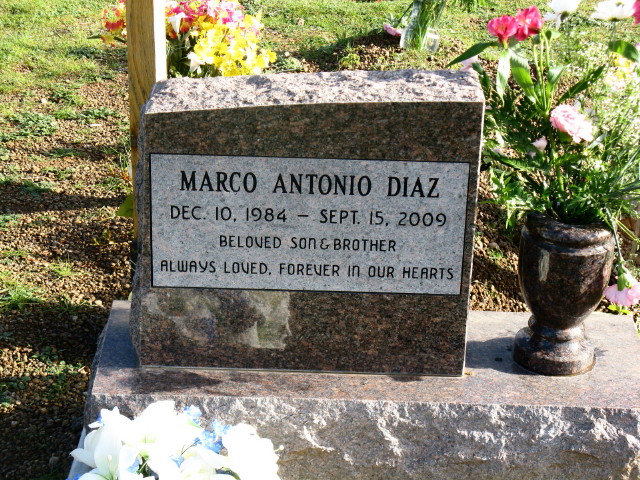 MARCO ANTONIO DIAZ
DEC. 10, 1984 – SEPT. 15, 2009
BELOVED SON & BROTHER
ALWAYS LOVED, FOREVER IN OUR HEARTS